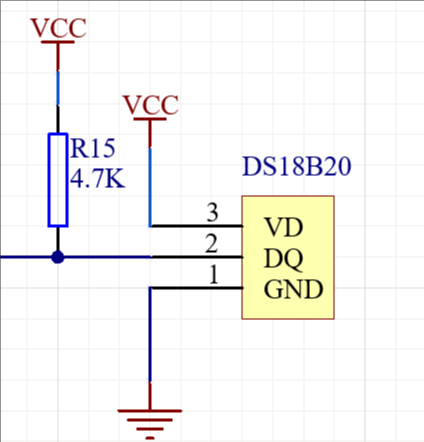 VCC
VCC
R15
4.7K
DS18B20
3 VD
2 DQ
1 GND